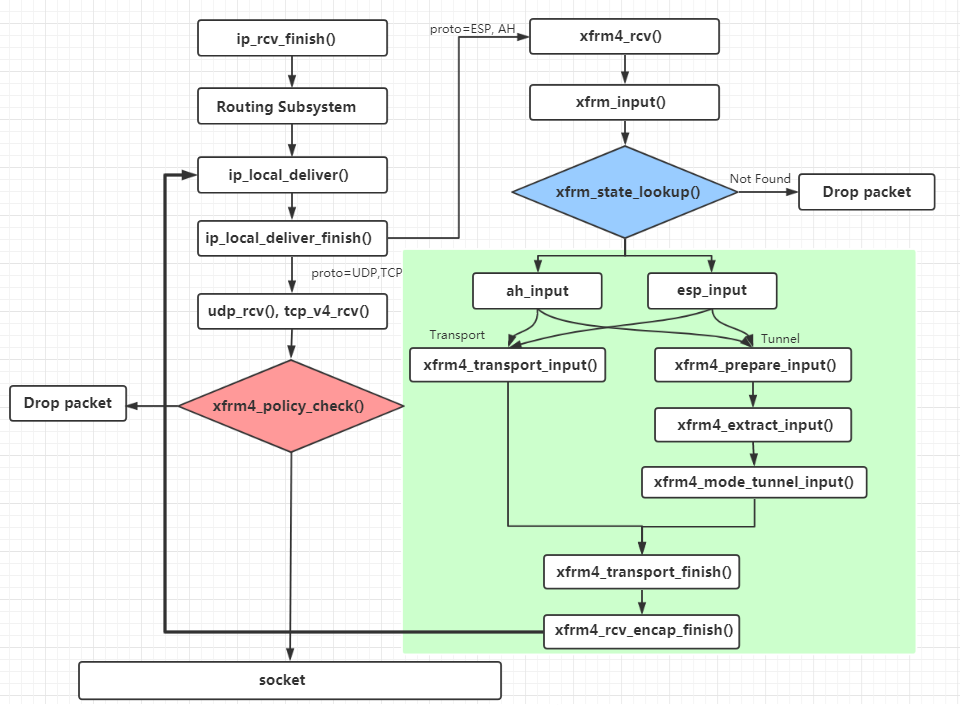 ip_rcv_finish()
Routing Subsystem
ip_local_deliver()
ip_local_deliver_finish()
proto=ESP, AH
proto=UDP,TCP
udp_rcv(), tcp_v4_rcv()
xfrm4_policy_check()
Drop packet
socket
xfrm4_rcv()
xfrm_input()
xfrm_state_lookup()
Not Found
Drop packet
ah_input
esp_input
Transport
Tunnel
xfrm4_transport_input()
xfrm4_prepare_input()
xfrm4_extract_input()
xfrm4_mode_tunnel_input()
xfrm4_transport_finish()
xfrm4_rcv_encap_finish()